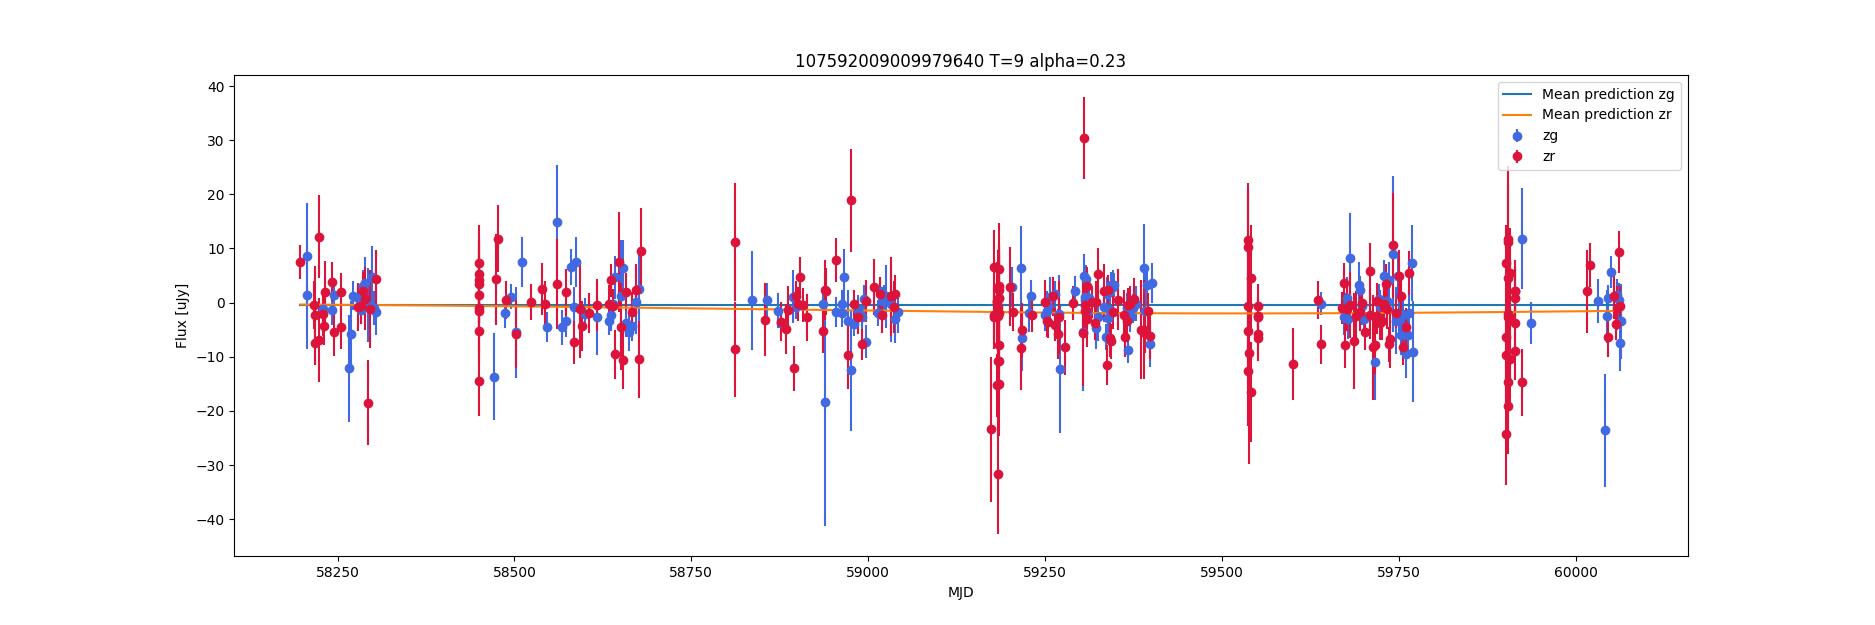 107592009009979640 T=9 alpha=0.23
Flux [uJy]
40
30
20
10
0
−10
−20
−30
−40
Mean prediction zg
Mean prediction zr
zg
zr
58250 58500 58750 59000 59250 59500 59750 60000
MJD